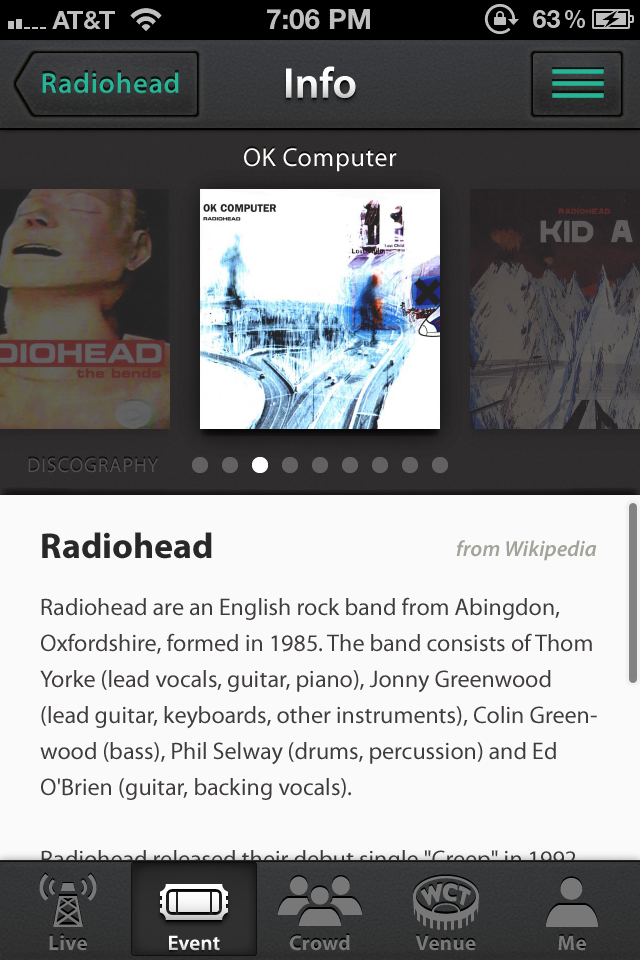 AT&T 7:06 PM 63%
Radiohead Info
OK Computer
OK COMPUTER
RADIOHEAD
Lost Child
DIOHEAD
the bends
RADIOHEAD
KID A
DISCOGRAPHY
Radiohead from Wikipedia
Radiohead are an English rock band from Abingdon,
Oxfordshire, formed in 1985. The band consists of Thom
Yorke (lead vocals, guitar, piano), Jonny Greenwood
(lead guitar, keyboards, other instruments), Colin Green-
wood (bass), Phil Selway (drums, percussion) and Ed
O'Brien (guitar, backing vocals).
Radiohead released their debut single "Creep" in 1992.
WCT
Live Event Crowd Venue Me